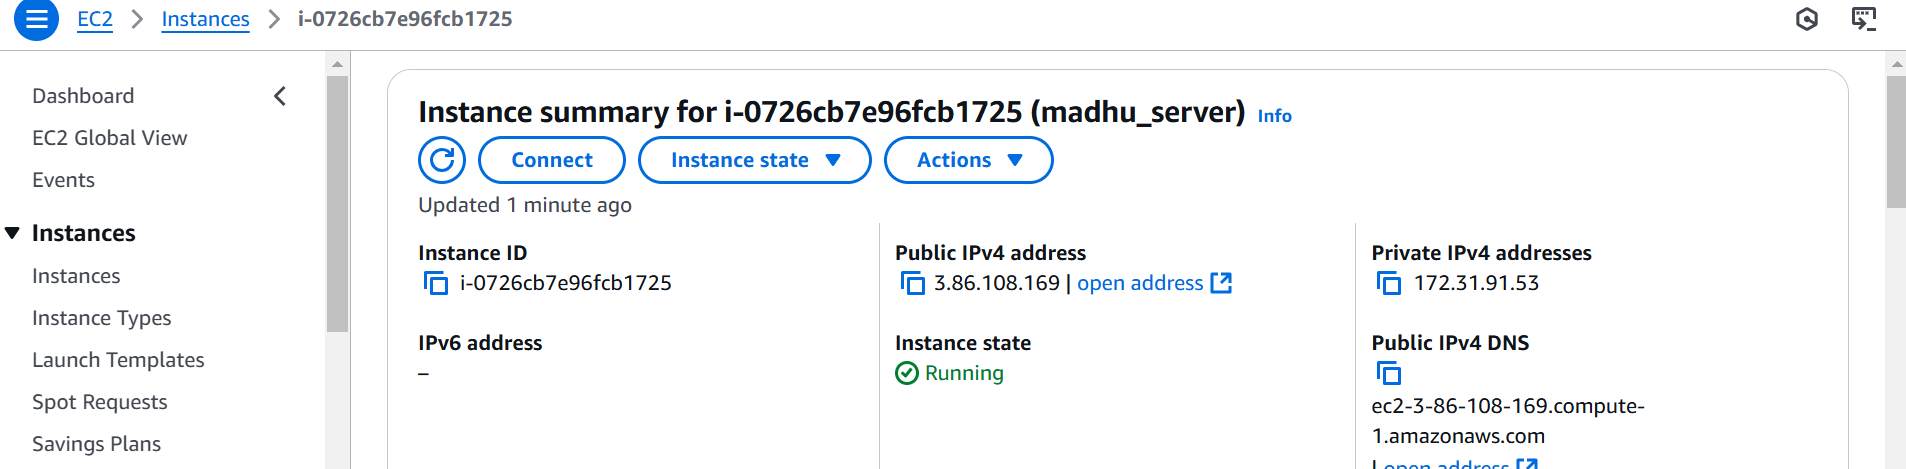 EC2 > Instances > i-0726cb7e96fcb1725
Dashboard
EC2 Global View
Events
Instances
Instances
Instance Types
Launch Templates
Spot Requests
Savings Plans
Instance summary for i-0726cb7e96fcb1725 (madhu_server) Info
Connect Instance state Actions
Updated 1 minute ago
Instance ID
i-0726cb7e96fcb1725
Public IPv4 address
3.86.108.169 | open address
Private IPv4 addresses
172.31.91.53
IPv6 address
–
Instance state
Running
Public IPv4 DNS
ec2-3-86-108-169.compute-
1.amazonaws.com
| open address